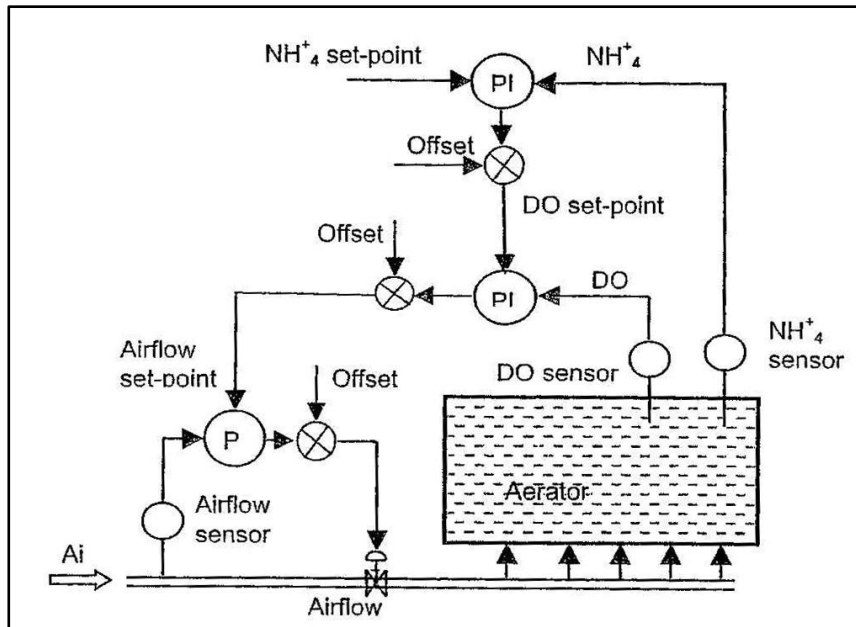 NH⁺₄ set-point
NH⁺₄
PI
Offset
DO set-point
Offset
PI
DO
NH⁺₄
sensor
Airflow
set-point
Offset
DO sensor
P
Aerator
Airflow
sensor
Ai
Airflow